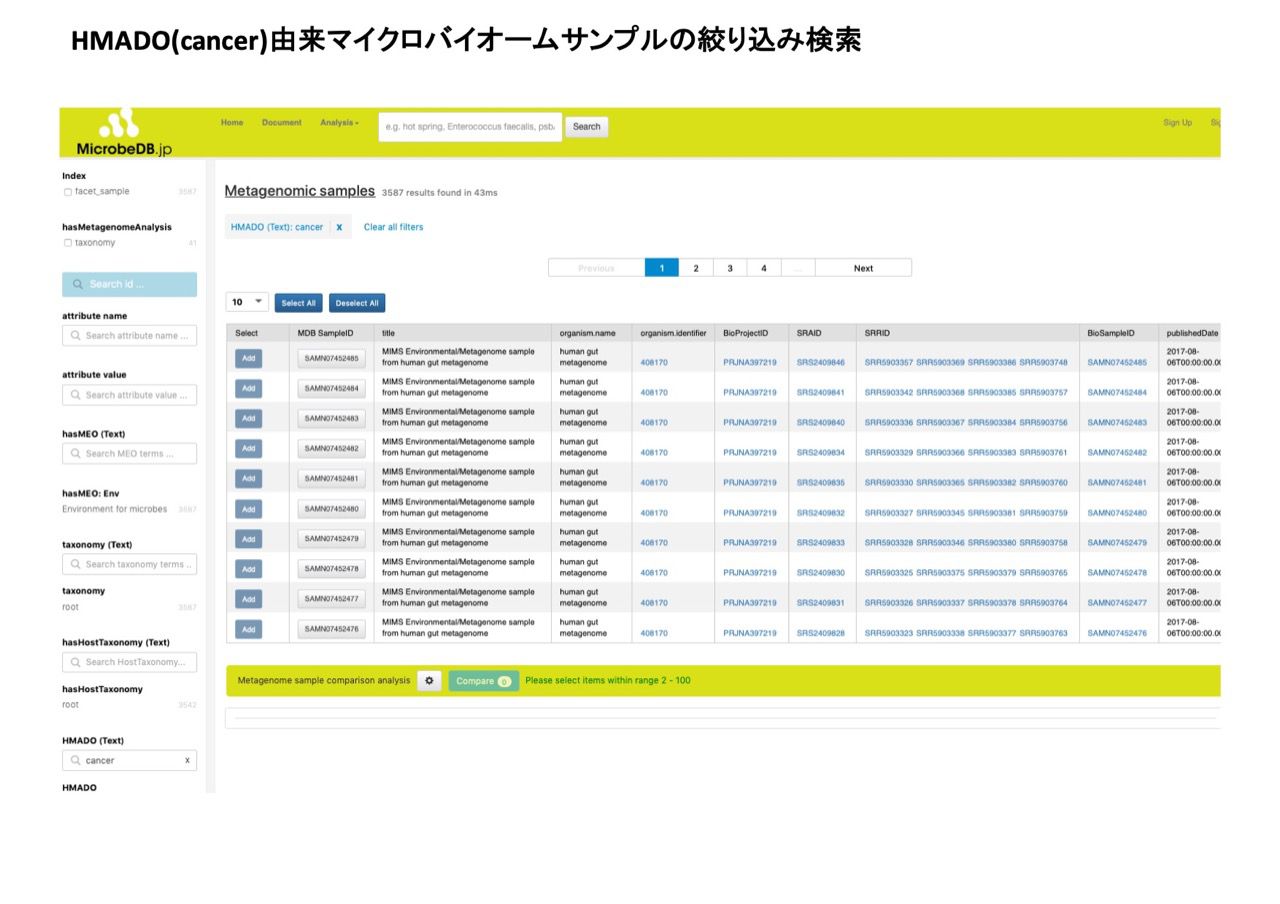 HMADO(cancer)由来マイクロバイオームサンプルの絞り込み検索
MicrobeDB.jp
Home Document Analysis
e.g. hot spring, Enterococcus faecalis, psb
Search
Sign Up
Index
facet_sample 3587
hasMetagenomeAnalysis
taxonomy 41
Search id ...
attribute name
Search attribute name ...
attribute value
Search attribute value ...
hasMEO (Text)
Search MEO terms ...
hasMEO: Env
Environment for microbes 3587
taxonomy (Text)
Search taxonomy terms ..
taxonomy
root 3587
hasHostTaxonomy (Text)
Search HostTaxonomy...
hasHostTaxonomy
root 3542
HMADO (Text)
cancer x
HMADO
Metagenomic samples 3587 results found in 43ms
HMADO (Text): cancer x Clear all filters
Previous 1 2 3 4 ... Next
10 Select All Deselect All
Select MDB SampleID title organism.name organism.identifier BioProjectID SRAID SRRID BioSampleID publishedDate
Add SAMN07452485 MIMS Environmental/Metagenome sample from human gut metagenome human gut metagenome 408170 PRJNA397219 SRS2409846 SRR5903357 SRR5903369 SRR5903386 SRR5903748 SAMN07452485 2017-08-06T00:00:00.00
Add SAMN07452484 MIMS Environmental/Metagenome sample from human gut metagenome human gut metagenome 408170 PRJNA397219 SRS2409841 SRR5903342 SRR5903368 SRR5903385 SRR5903757 SAMN07452484 2017-08-06T00:00:00.00
Add SAMN07452483 MIMS Environmental/Metagenome sample from human gut metagenome human gut metagenome 408170 PRJNA397219 SRS2409840 SRR5903336 SRR5903367 SRR5903384 SRR5903756 SAMN07452483 2017-08-06T00:00:00.00
Add SAMN07452482 MIMS Environmental/Metagenome sample from human gut metagenome human gut metagenome 408170 PRJNA397219 SRS2409834 SRR5903329 SRR5903366 SRR5903383 SRR5903761 SAMN07452482 2017-08-06T00:00:00.00
Add SAMN07452481 MIMS Environmental/Metagenome sample from human gut metagenome human gut metagenome 408170 PRJNA397219 SRS2409835 SRR5903330 SRR5903365 SRR5903382 SRR5903760 SAMN07452481 2017-08-06T00:00:00.00
Add SAMN07452480 MIMS Environmental/Metagenome sample from human gut metagenome human gut metagenome 408170 PRJNA397219 SRS2409832 SRR5903327 SRR5903345 SRR5903381 SRR5903759 SAMN07452480 2017-08-06T00:00:00.00
Add SAMN07452479 MIMS Environmental/Metagenome sample from human gut metagenome human gut metagenome 408170 PRJNA397219 SRS2409833 SRR5903328 SRR5903346 SRR5903380 SRR5903758 SAMN07452479 2017-08-06T00:00:00.00
Add SAMN07452478 MIMS Environmental/Metagenome sample from human gut metagenome human gut metagenome 408170 PRJNA397219 SRS2409830 SRR5903325 SRR5903375 SRR5903379 SRR5903765 SAMN07452478 2017-08-06T00:00:00.00
Add SAMN07452477 MIMS Environmental/Metagenome sample from human gut metagenome human gut metagenome 408170 PRJNA397219 SRS2409831 SRR5903326 SRR5903337 SRR5903378 SRR5903764 SAMN07452477 2017-08-06T00:00:00.00
Add SAMN07452476 MIMS Environmental/Metagenome sample from human gut metagenome human gut metagenome 408170 PRJNA397219 SRS2409828 SRR5903323 SRR5903338 SRR5903377 SRR5903763 SAMN07452476 2017-08-06T00:00:00.00
Metagenome sample comparison analysis Compare 0 Please select items within range 2 - 100